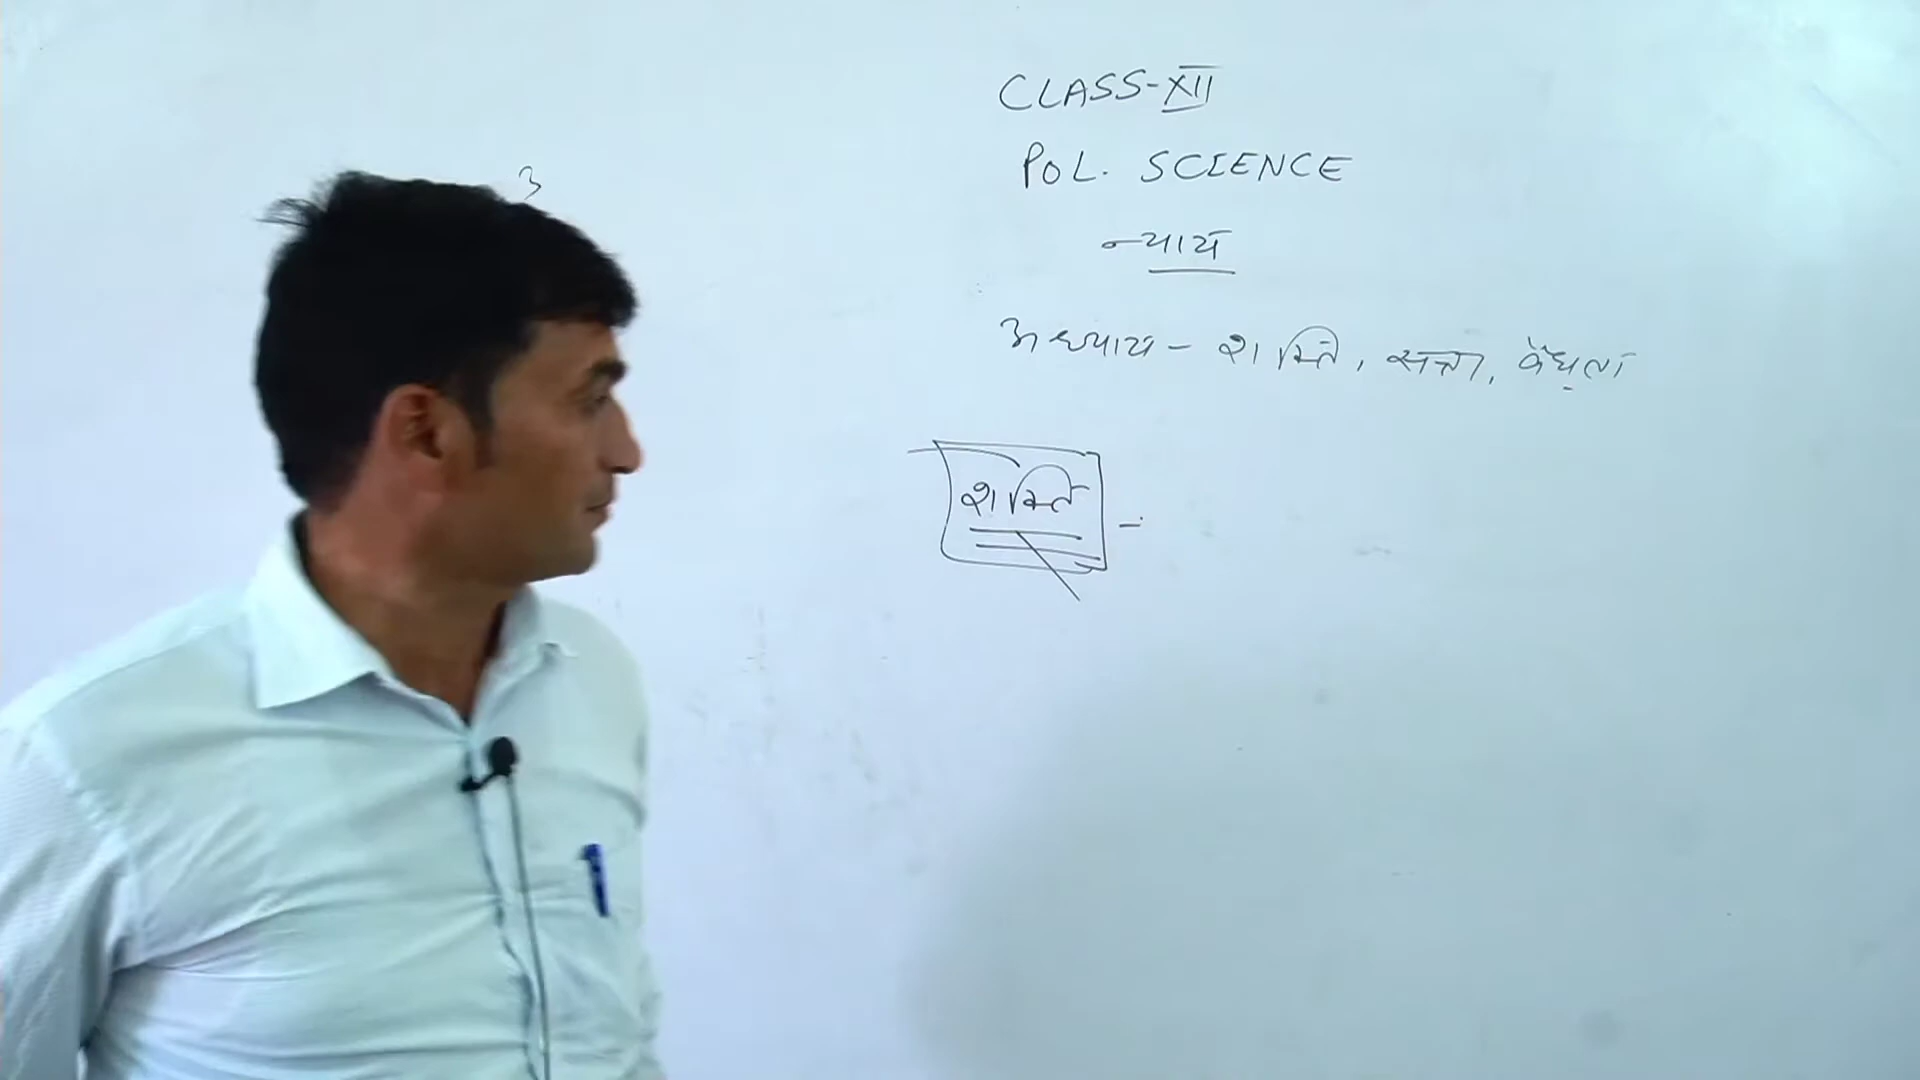 CLASS-XII
POL. SCIENCE
न्याय
अध्याय - शक्ति, सत्ता, वैधता
शक्ति -